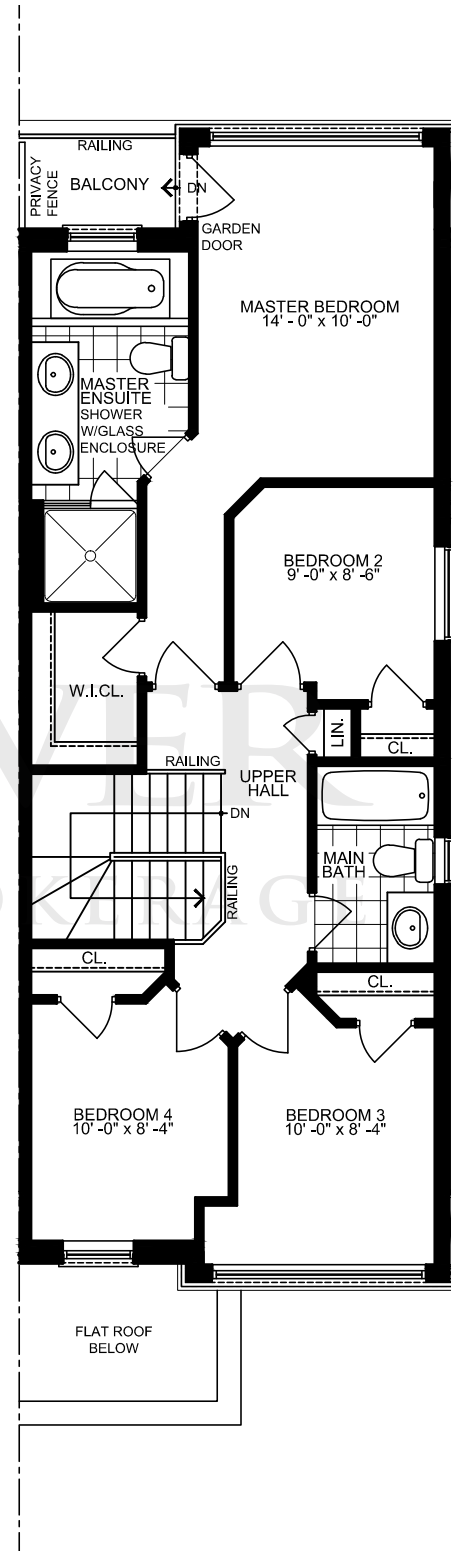 RAILING
PRIVACY
FENCE
BALCONY
DN
GARDEN
DOOR
MASTER BEDROOM
14' - 0" x 10' -0"
MASTER
ENSUITE
SHOWER
W/GLASS
ENCLOSURE
BEDROOM 2
9' -0" x 8' -6"
W.I.CL.
LIN.
CL.
VER
RAILING
UPPER
HALL
DN
RAILING
MAIN
BATH
OKERAGE
CL.
CL.
BEDROOM 4
10' -0" x 8' -4"
BEDROOM 3
10' -0" x 8' -4"
FLAT ROOF
BELOW